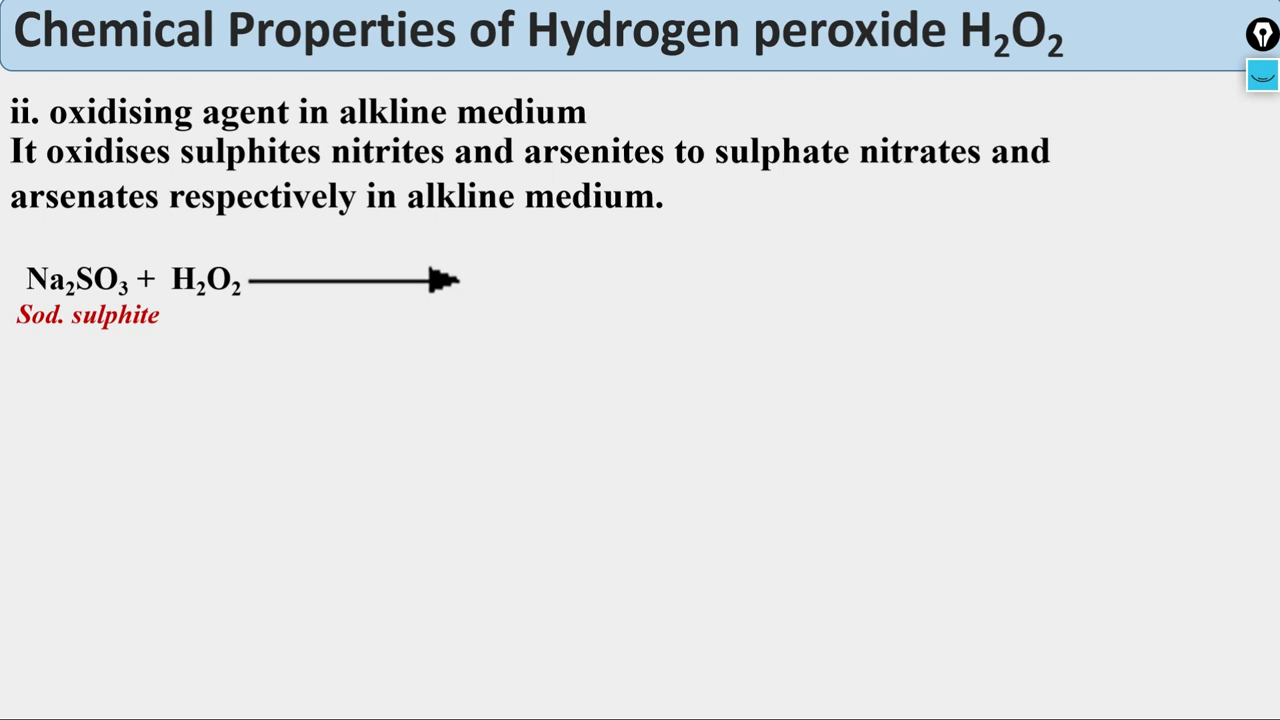 Chemical Properties of Hydrogen peroxide H₂O₂
ii. oxidising agent in alkline medium
It oxidises sulphites nitrites and arsenites to sulphate nitrates and
arsenates respectively in alkline medium.
Na₂SO₃ + H₂O₂
Sod. sulphite